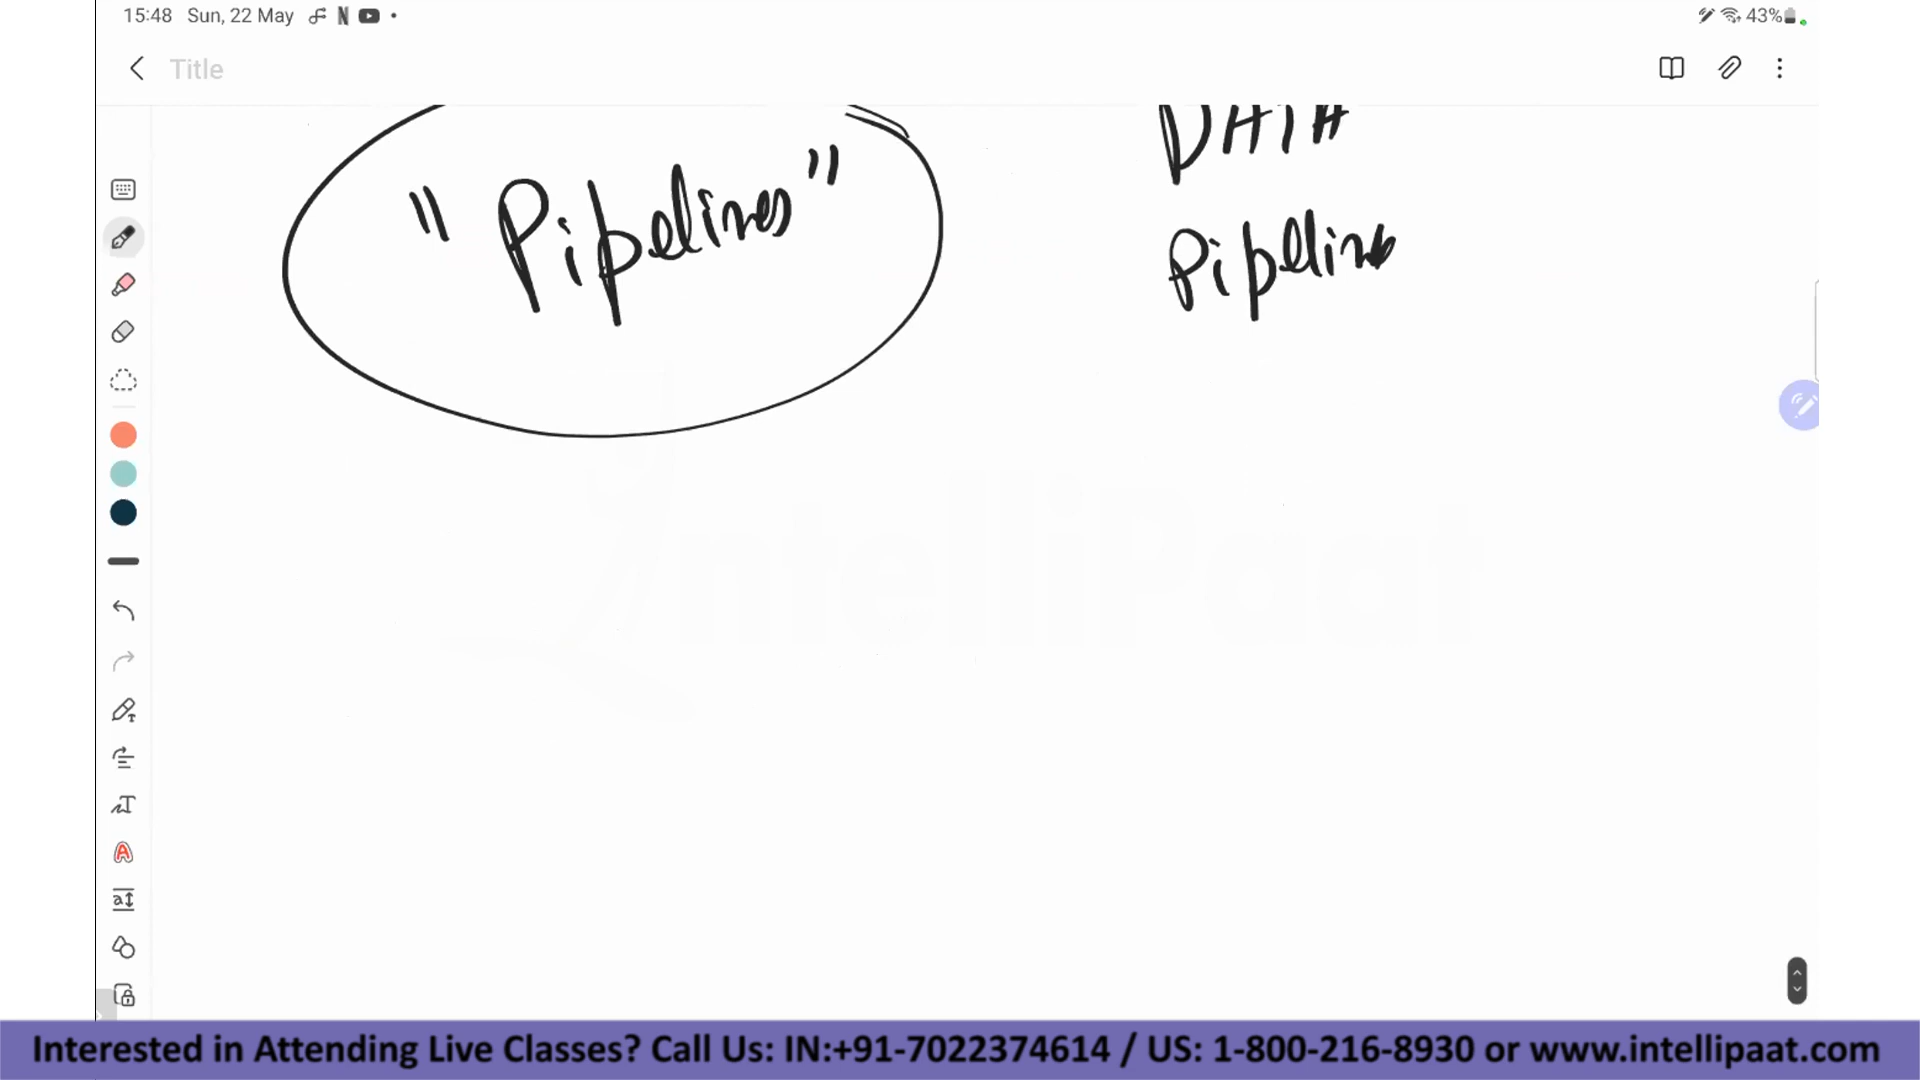 15:48 Sun, 22 May 43%
Title
"Pipelines"
DATA
Pipeline
IntelliPaat
Interested in Attending Live Classes? Call Us: IN:+91-7022374614 / US: 1-800-216-8930 or www.intellipaat.com